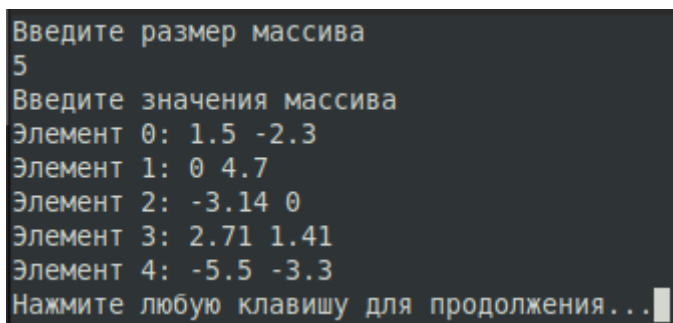 Введите размер массива
5
Введите значения массива
Элемент 0: 1.5 -2.3
Элемент 1: 0 4.7
Элемент 2: -3.14 0
Элемент 3: 2.71 1.41
Элемент 4: -5.5 -3.3
Нажмите любую клавишу для продолжения...